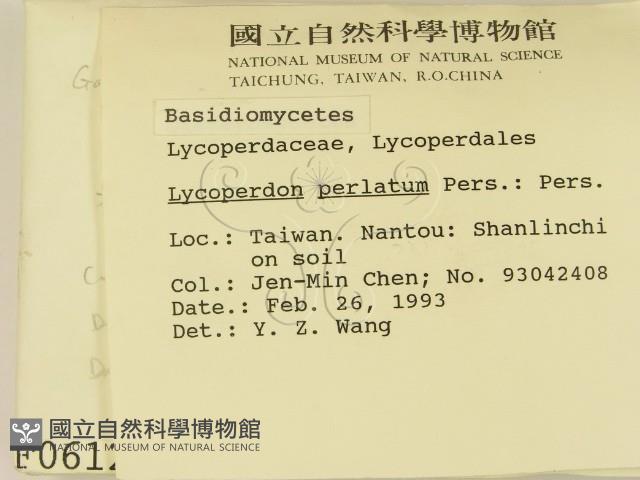 國立自然科學博物館
NATIONAL MUSEUM OF NATURAL SCIENCE
TAICHUNG, TAIWAN, R.O.CHINA
Basidiomycetes
Lycoperdaceae, Lycoperdales
Lycoperdon perlatum Pers.: Pers.
Loc.: Taiwan. Nantou: Shanlinchi
on soil
Col.: Jen-Min Chen; No. 93042408
Date.: Feb. 26, 1993
Det.: Y. Z. Wang
國立自然科學博物館
NATIONAL MUSEUM OF NATURAL SCIENCE